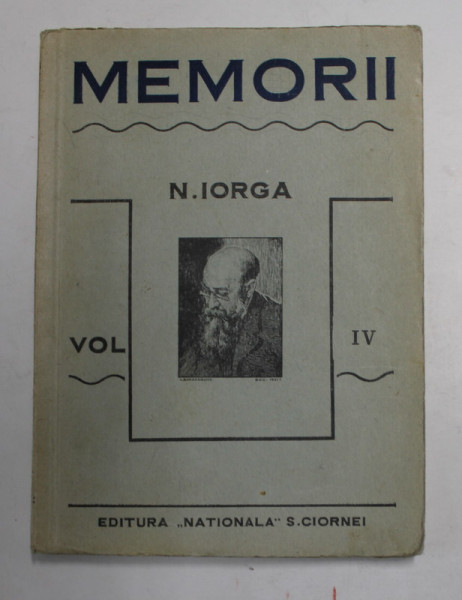 MEMORII
N. IORGA
VOL IV
EDITURA „NATIONALA" S. CIORNEI